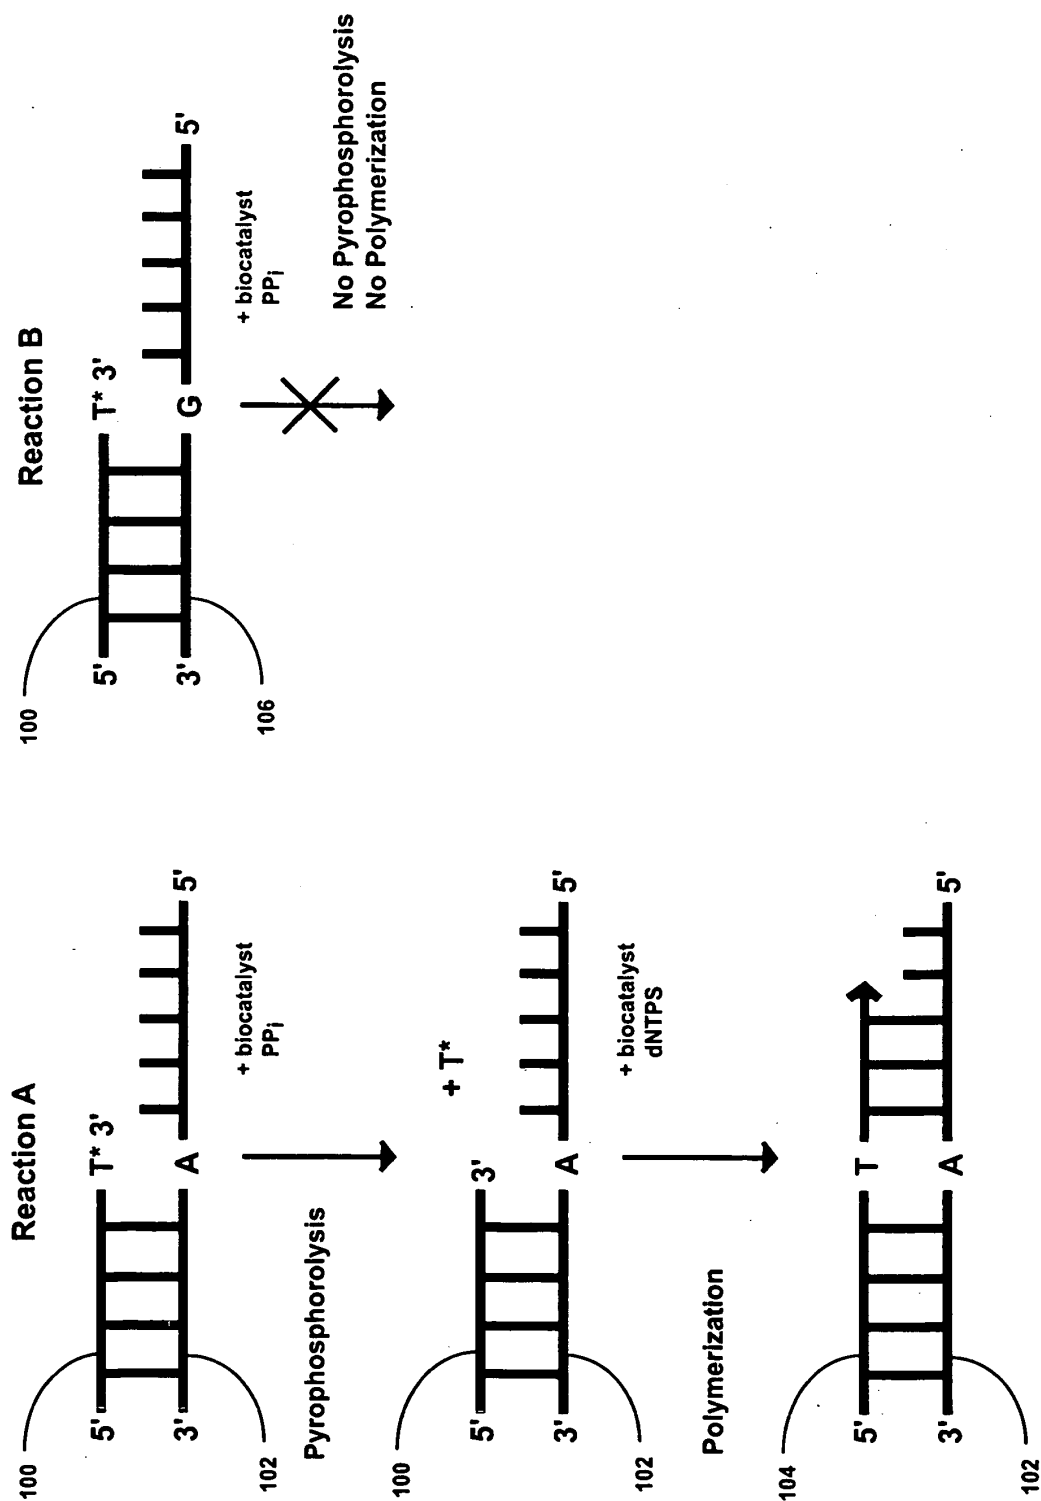 Reaction A
100
5'
T* 3'
3'
A
5'
102
+ biocatalyst
PPi
Pyrophosphorolysis
100
5'
3'
+ T*
3'
A
5'
102
+ biocatalyst
dNTPS
Polymerization
104
5'
T
3'
A
5'
102
Reaction B
100
5'
T* 3'
3'
G
5'
106
+ biocatalyst
PPi
No Pyrophosphorolysis
No Polymerization